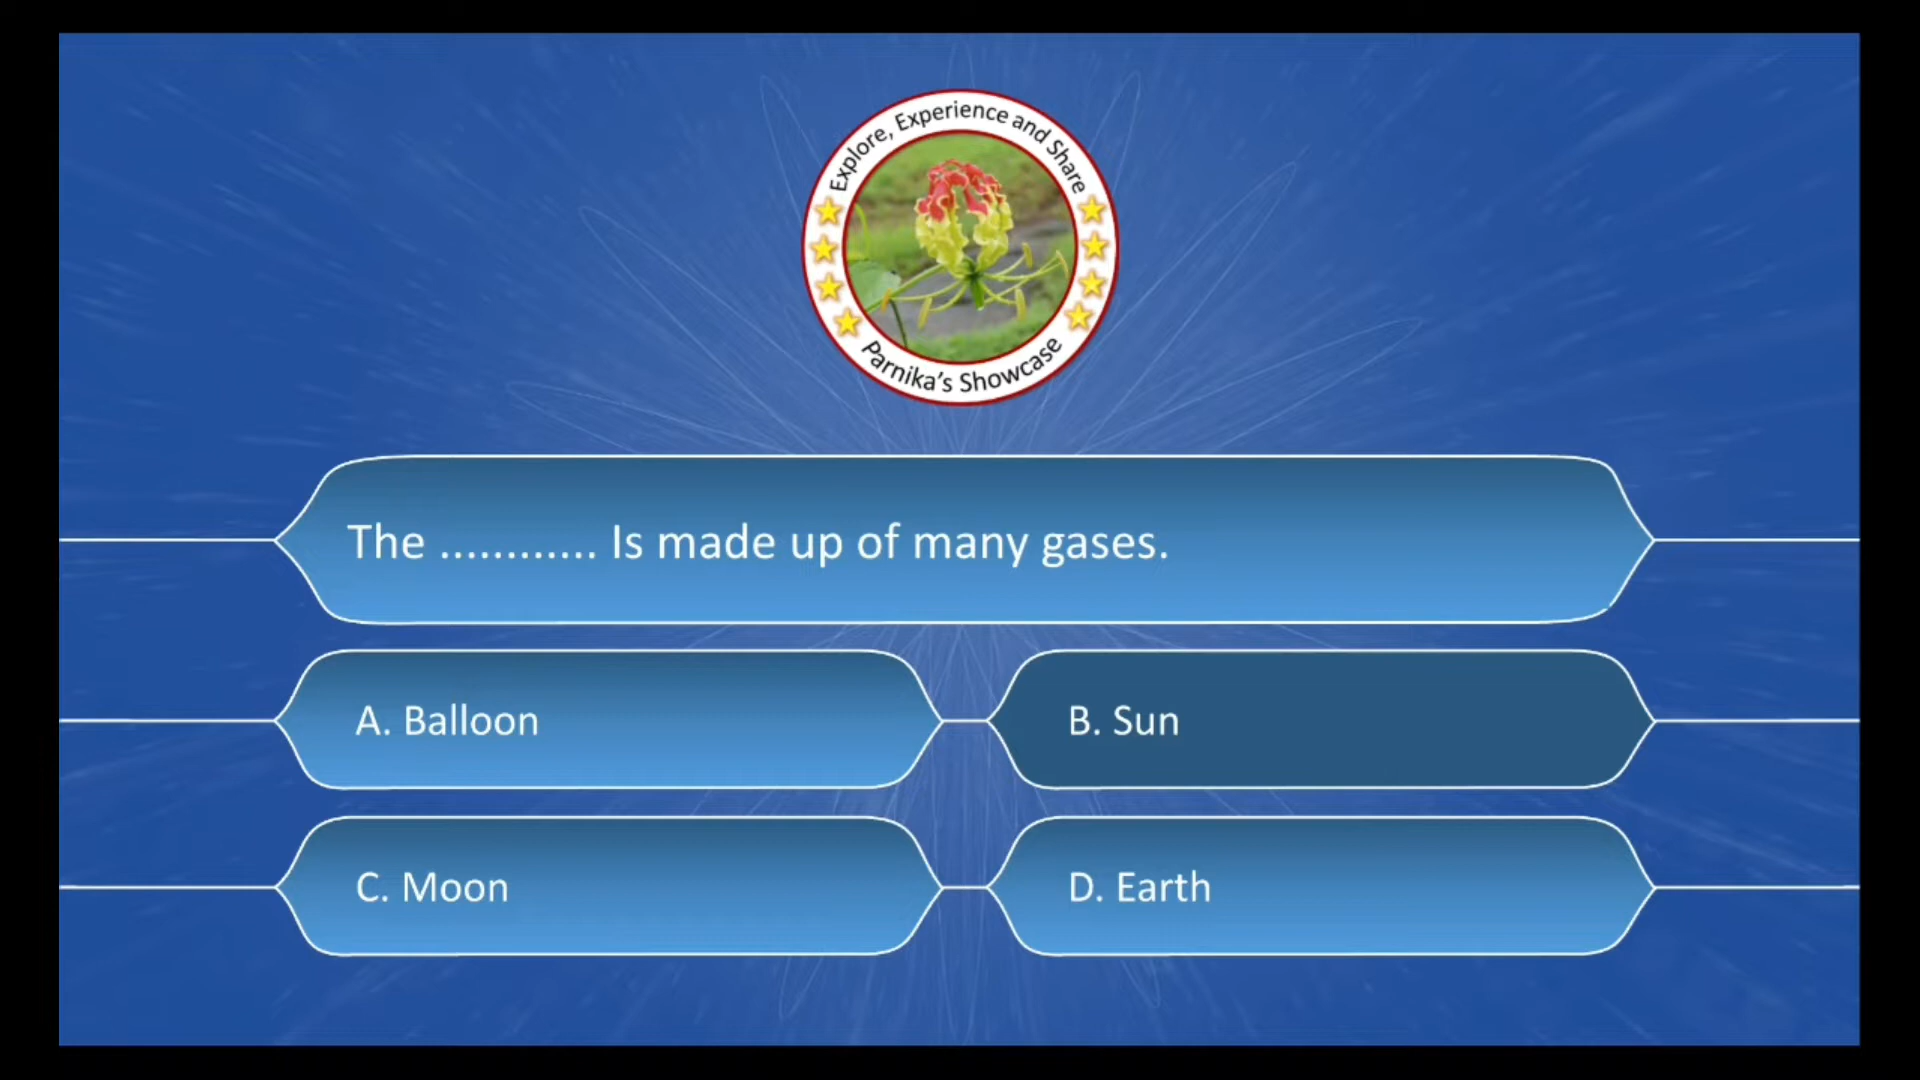 Explore, Experience and Share
Parnika's Showcase
The ............ Is made up of many gases.
A. Balloon
B. Sun
C. Moon
D. Earth